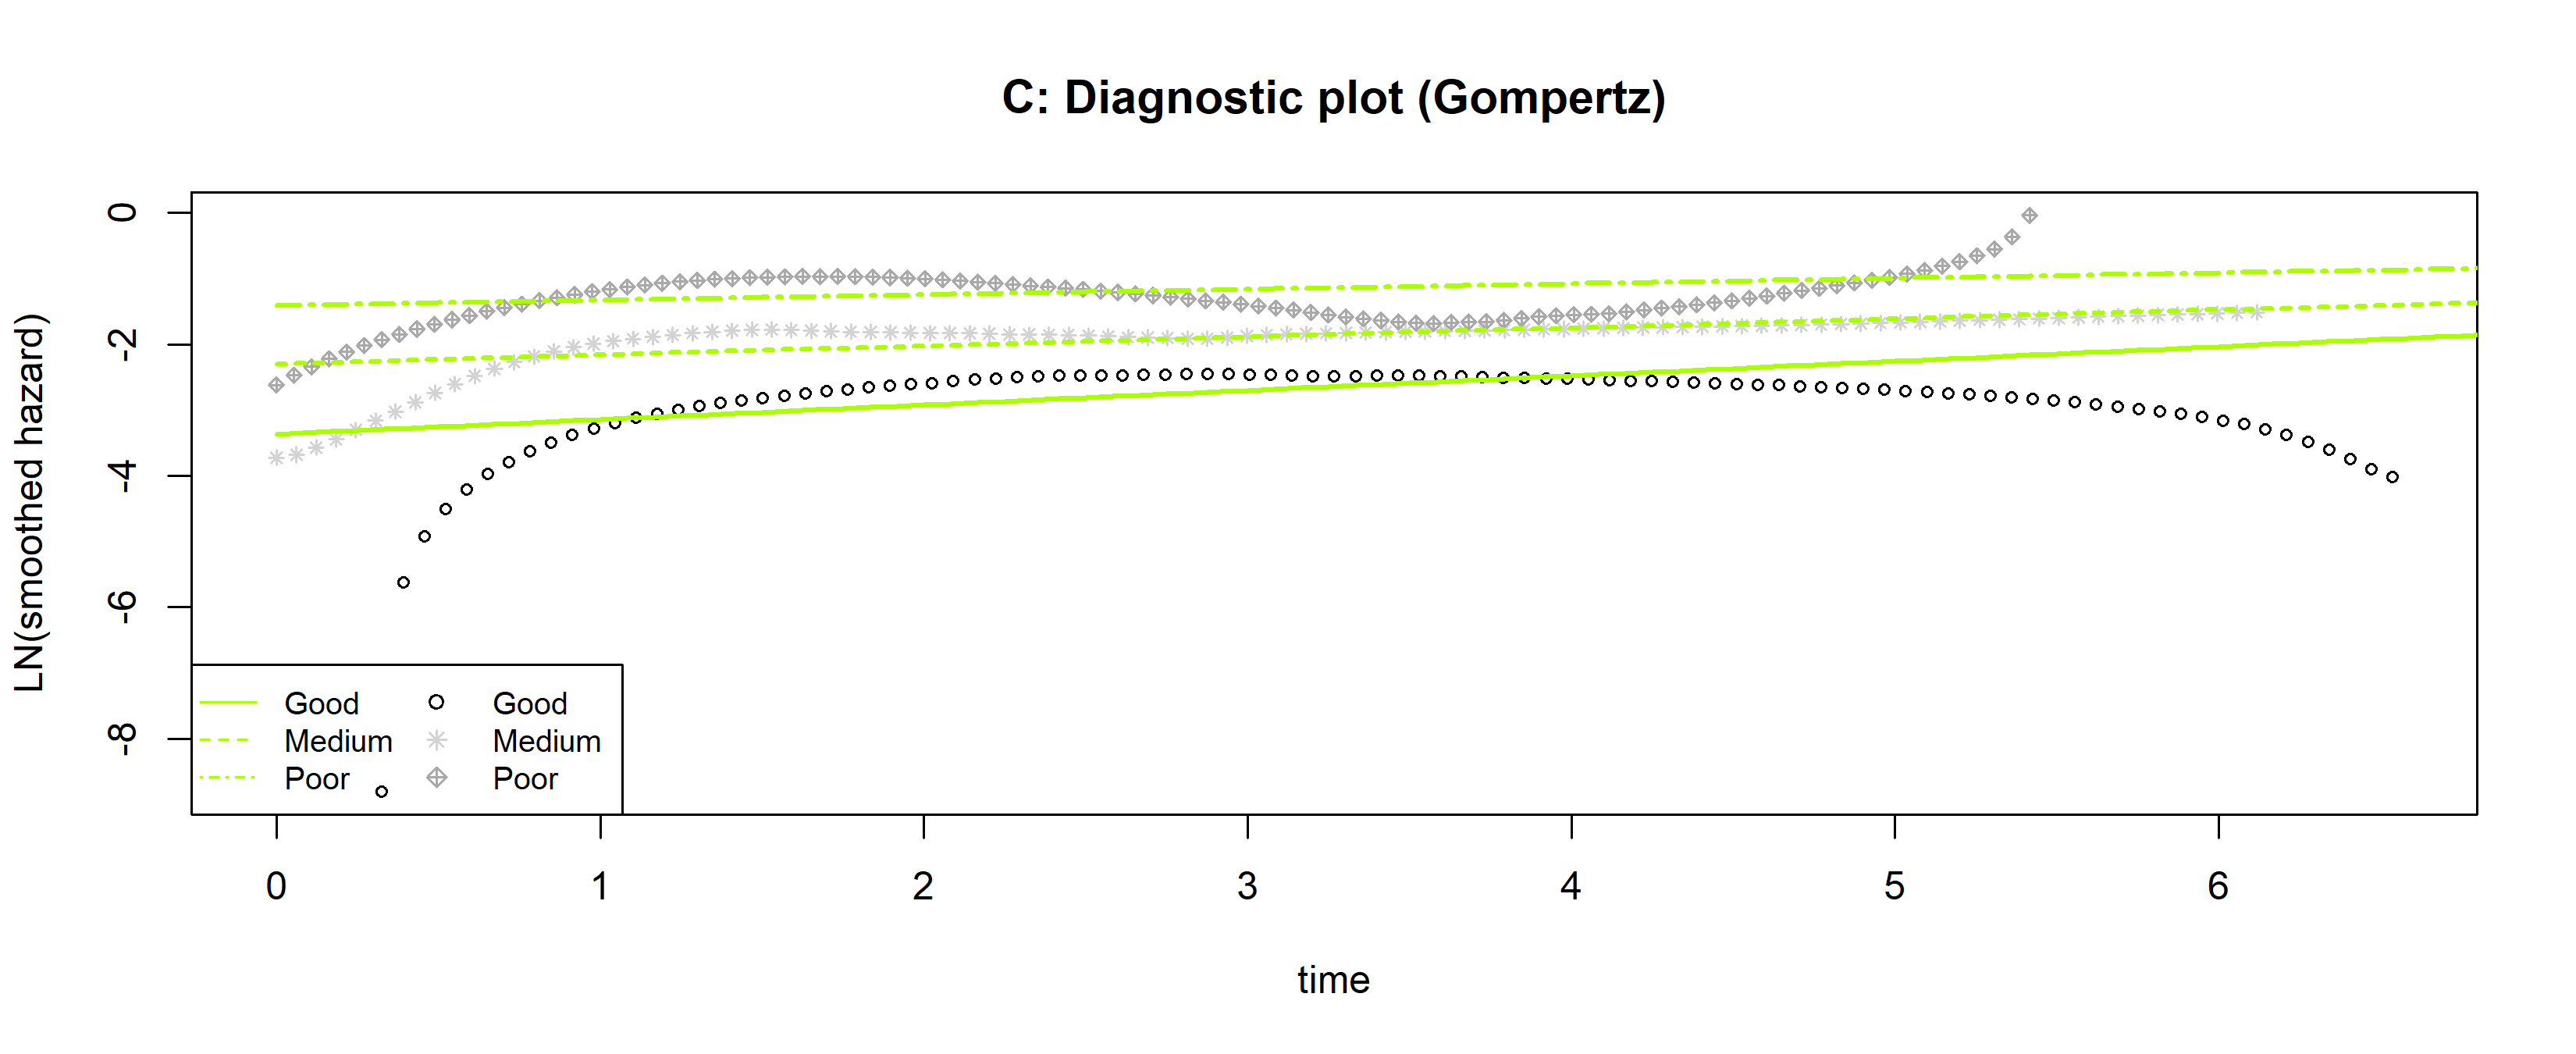 C: Diagnostic plot (Gompertz)
LN(smoothed hazard)
0
-2
-4
-6
-8
Good Good
Medium Medium
Poor Poor
0 1 2 3 4 5 6
time